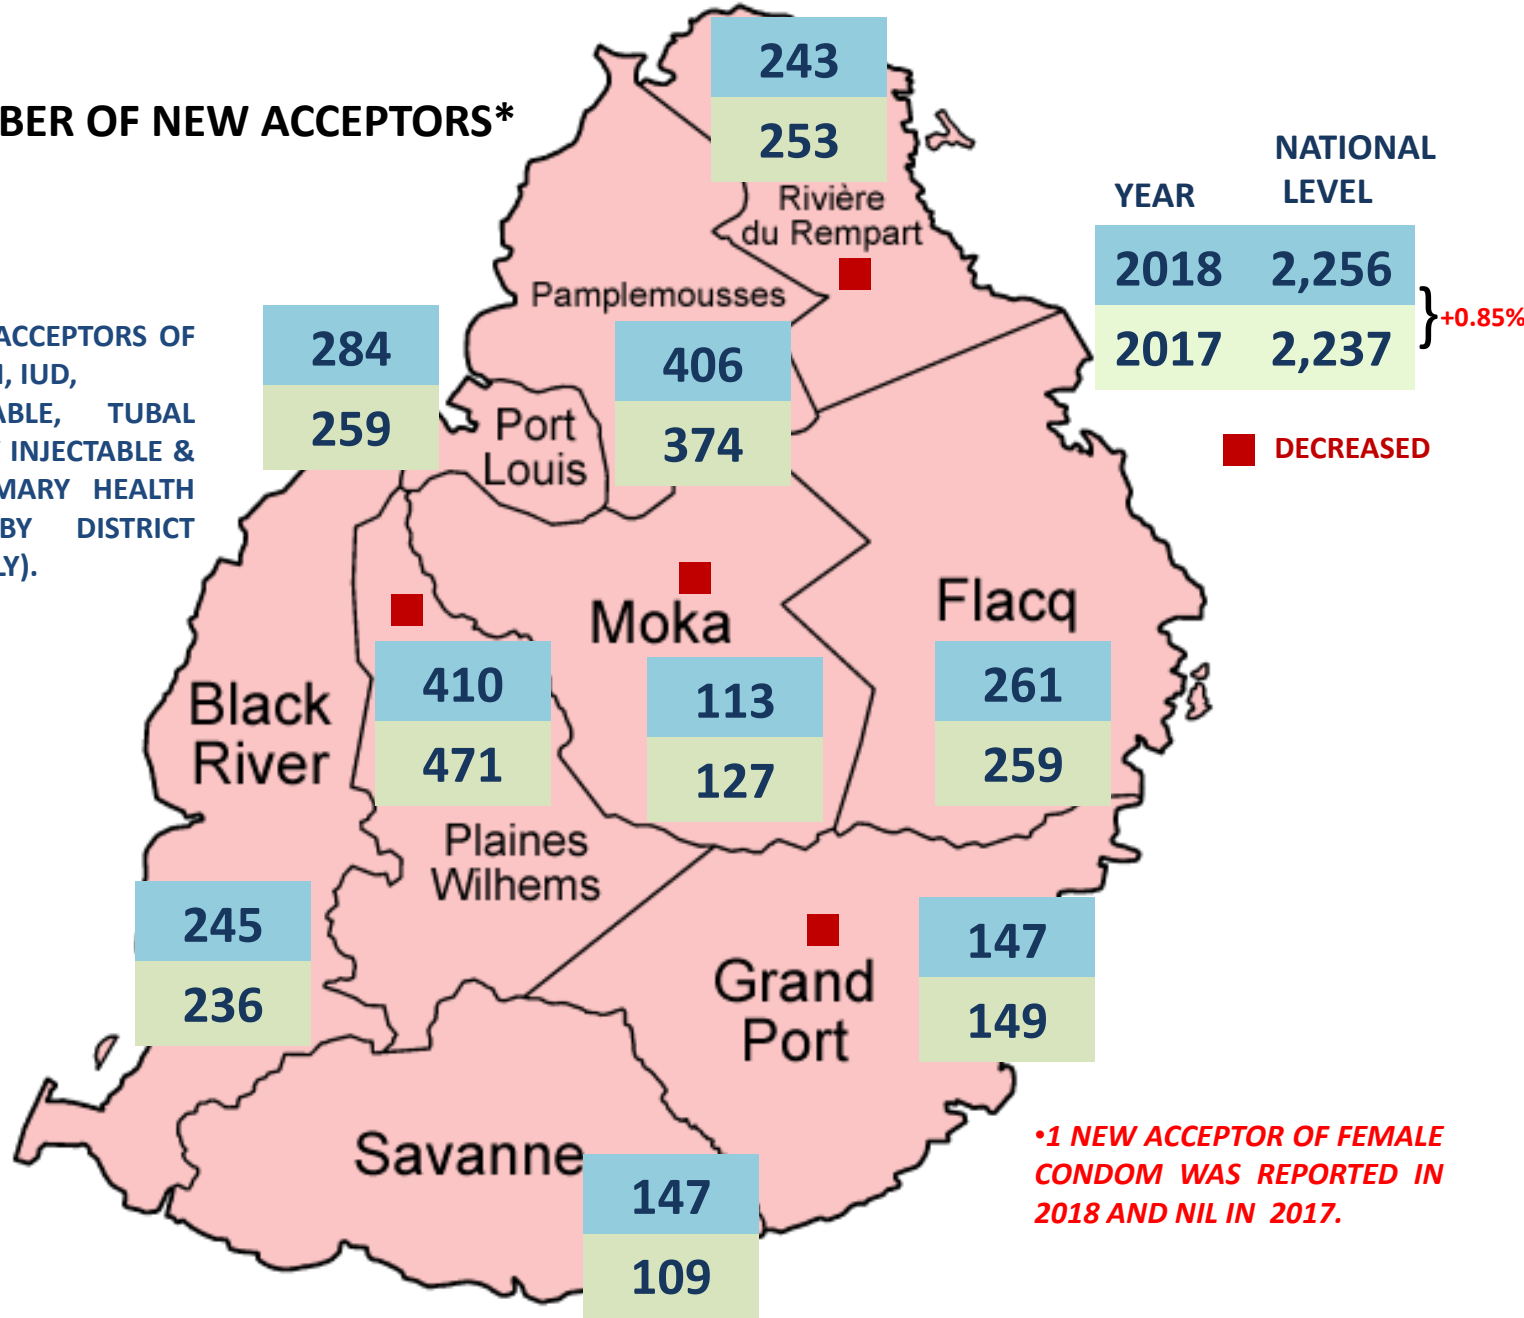 BER OF NEW ACCEPTORS*
243
253
Rivière
du Rempart
NATIONAL
YEAR LEVEL
2018 2,256
2017 2,237
+0.85%
DECREASED
ACCEPTORS OF
, IUD,
ABLE, TUBAL
INJECTABLE &
MARY HEALTH
BY DISTRICT
LY).
284
259
Pamplemousses
406
374
Port
Louis
Moka
113
127
Flacq
261
259
Black
River
245
236
410
471
Plaines
Wilhems
Grand
Port
147
149
Savanne
147
109
•1 NEW ACCEPTOR OF FEMALE
CONDOM WAS REPORTED IN
2018 AND NIL IN 2017.